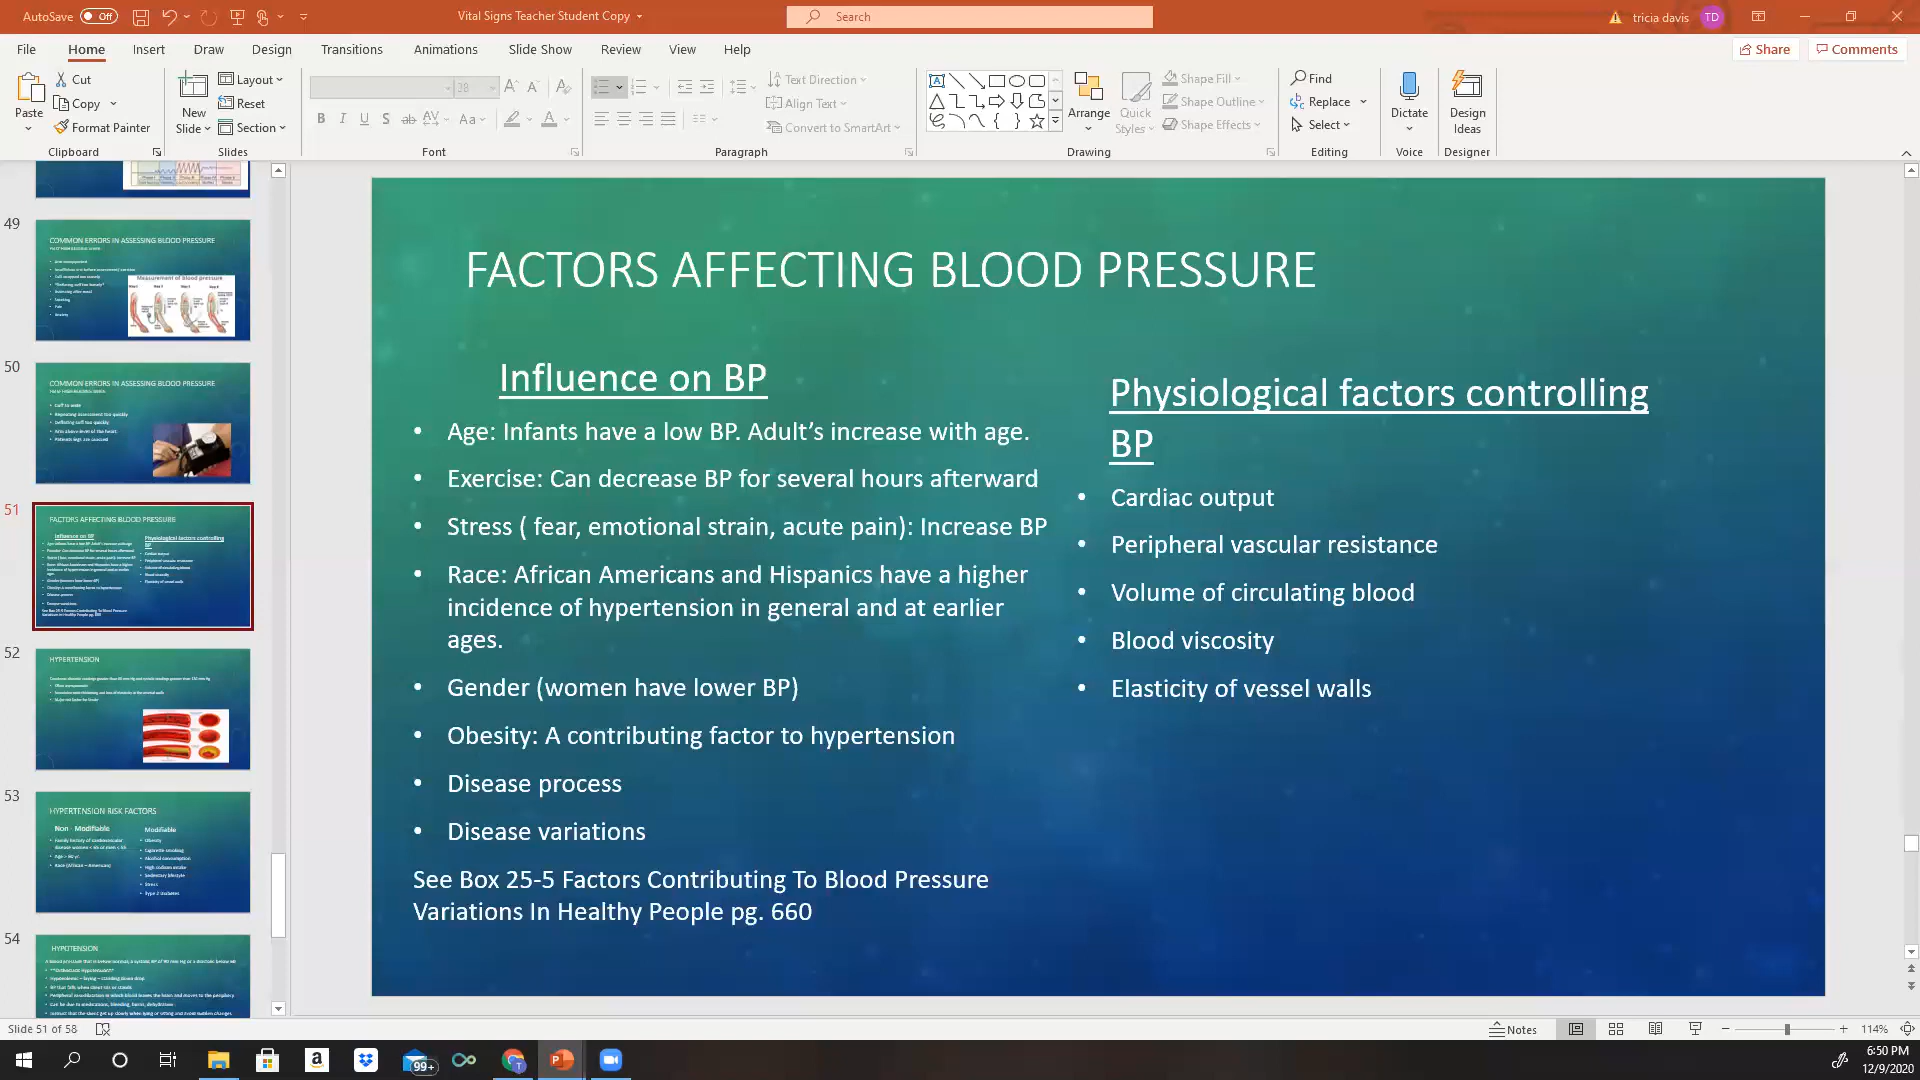 AutoSave Off
Vital Signs Teacher Student Copy
Search
tricia davis TD
File Home Insert Draw Design Transitions Animations Slide Show Review View Help
Share Comments
Paste
Cut
Copy
Format Painter
Clipboard
New Slide
Layout
Reset
Section
Slides
28
Font
Text Direction
Align Text
Convert to SmartArt
Paragraph
Arrange
Quick Styles
Shape Fill
Shape Outline
Shape Effects
Drawing
Find
Replace
Select
Editing
Dictate
Voice
Design Ideas
Designer
49
COMMON ERRORS IN ASSESSING BLOOD PRESSURE
Measurement of blood pressure
50
COMMON ERRORS IN ASSESSING BLOOD PRESSURE
51
FACTORS AFFECTING BLOOD PRESSURE
52
HYPERTENSION
53
HYPERTENSION RISK FACTORS
Non - Modifiable
Modifiable
54
HYPOTENSION
FACTORS AFFECTING BLOOD PRESSURE
Influence on BP
• Age: Infants have a low BP. Adult's increase with age.
• Exercise: Can decrease BP for several hours afterward
• Stress ( fear, emotional strain, acute pain): Increase BP
• Race: African Americans and Hispanics have a higher
incidence of hypertension in general and at earlier
ages.
• Gender (women have lower BP)
• Obesity: A contributing factor to hypertension
• Disease process
• Disease variations
See Box 25-5 Factors Contributing To Blood Pressure
Variations In Healthy People pg. 660
Physiological factors controlling
BP
• Cardiac output
• Peripheral vascular resistance
• Volume of circulating blood
• Blood viscosity
• Elasticity of vessel walls
Slide 51 of 58
Notes
114%
99+
6:50 PM
12/9/2020